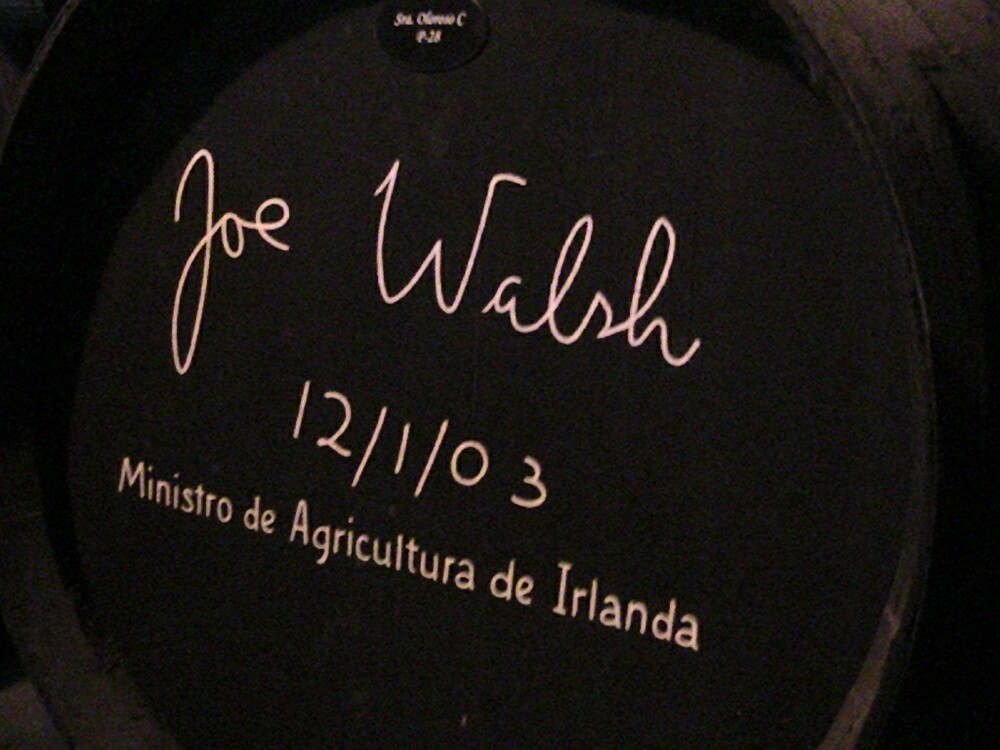 Sra. Oloroso C
P-28
Joe Walsh
12/1/03
Ministro de Agricultura de Irlanda